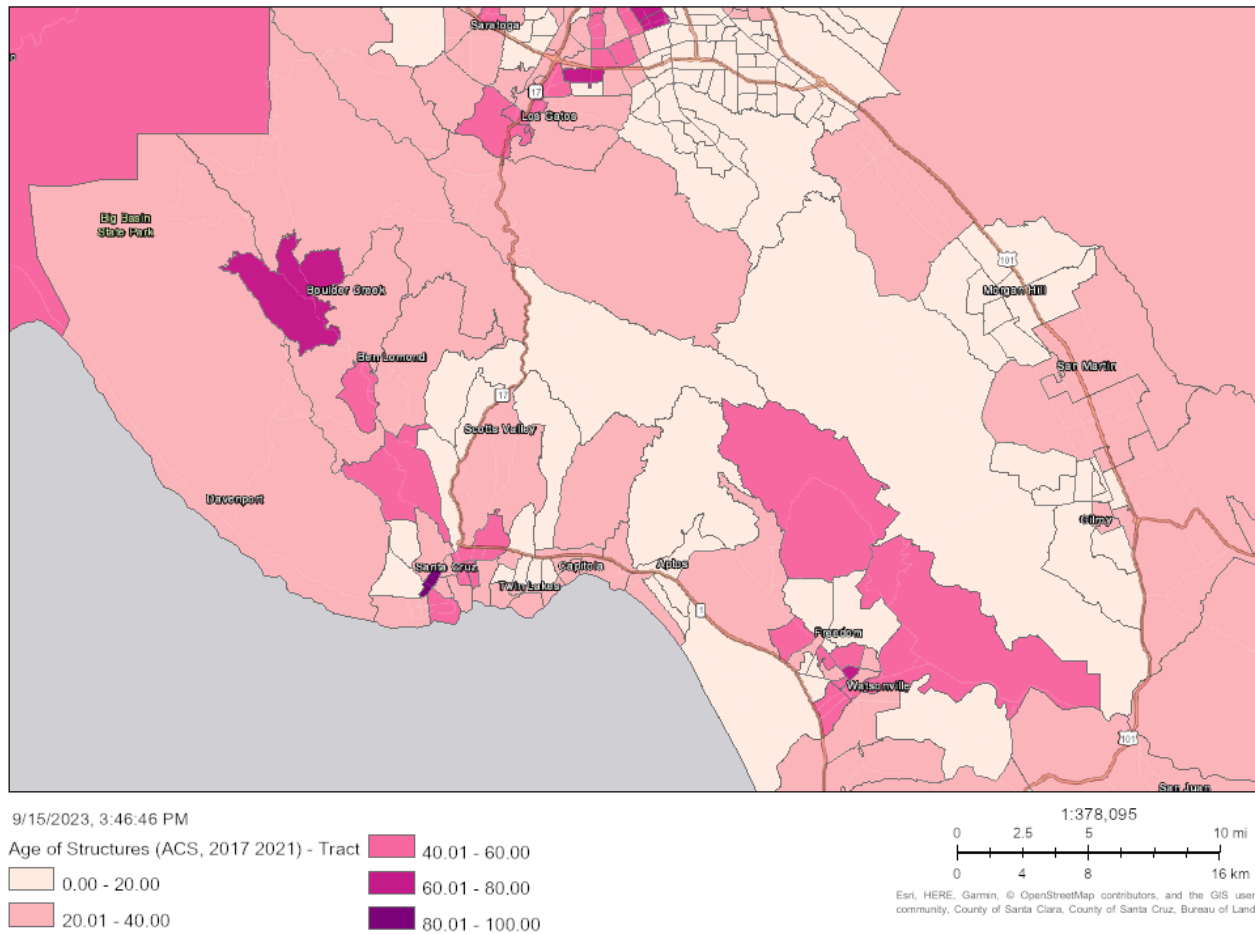 Saratoga
17
Los Gatos
Big Basin
State Park
Boulder Creek
101
Morgan Hill
Ben Lomond
San Martin
17
Scotts Valley
Davenport
Gilroy
Santa Cruz
Capitola
Aptos
Twin Lakes
1
Freedom
Watsonville
101
San Juan
9/15/2023, 3:46:46 PM
Age of Structures (ACS, 2017 2021) - Tract
0.00 - 20.00
20.01 - 40.00
40.01 - 60.00
60.01 - 80.00
80.01 - 100.00
1:378,095
0 2.5 5 10 mi
0 4 8 16 km
Esri, HERE, Garmin, © OpenStreetMap contributors, and the GIS user
community, County of Santa Clara, County of Santa Cruz, Bureau of Land